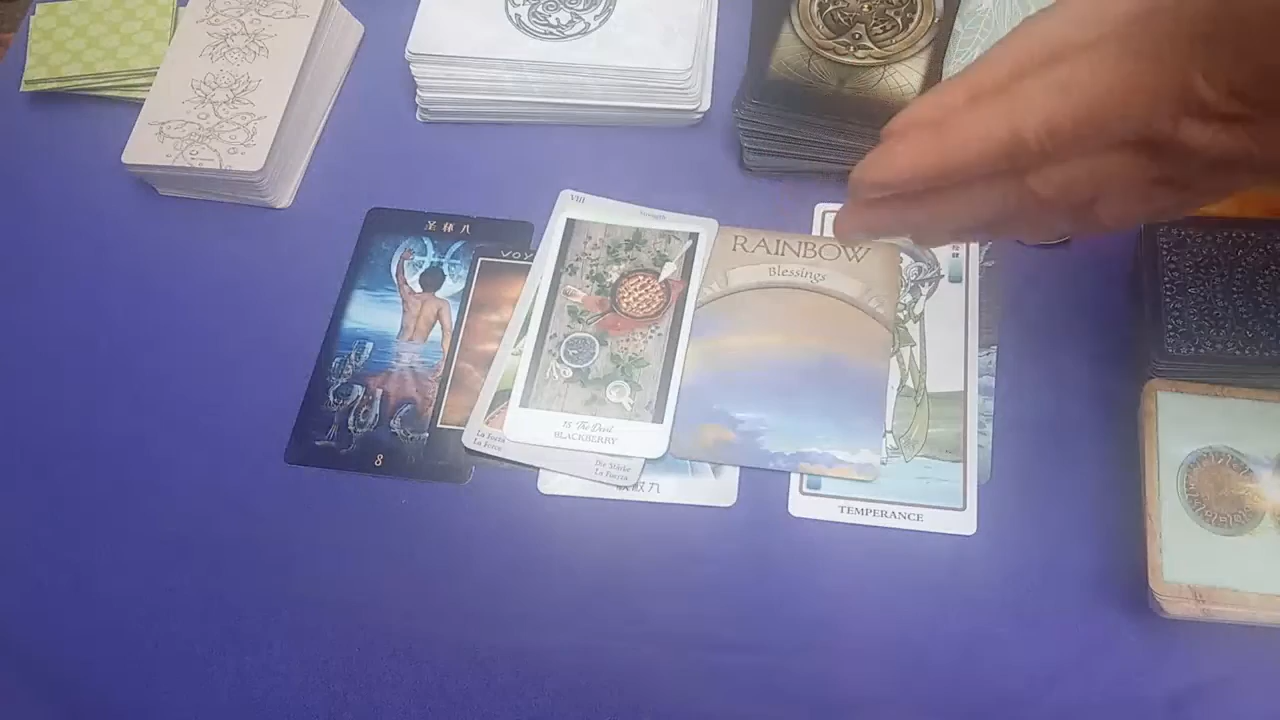 圣杯八
8
VOY
VIII
Strength
15 The Devil
BLACKBERRY
La Forza
La Force
Die Stärke
La Fuerza
RAINBOW
Blessings
TEMPERANCE